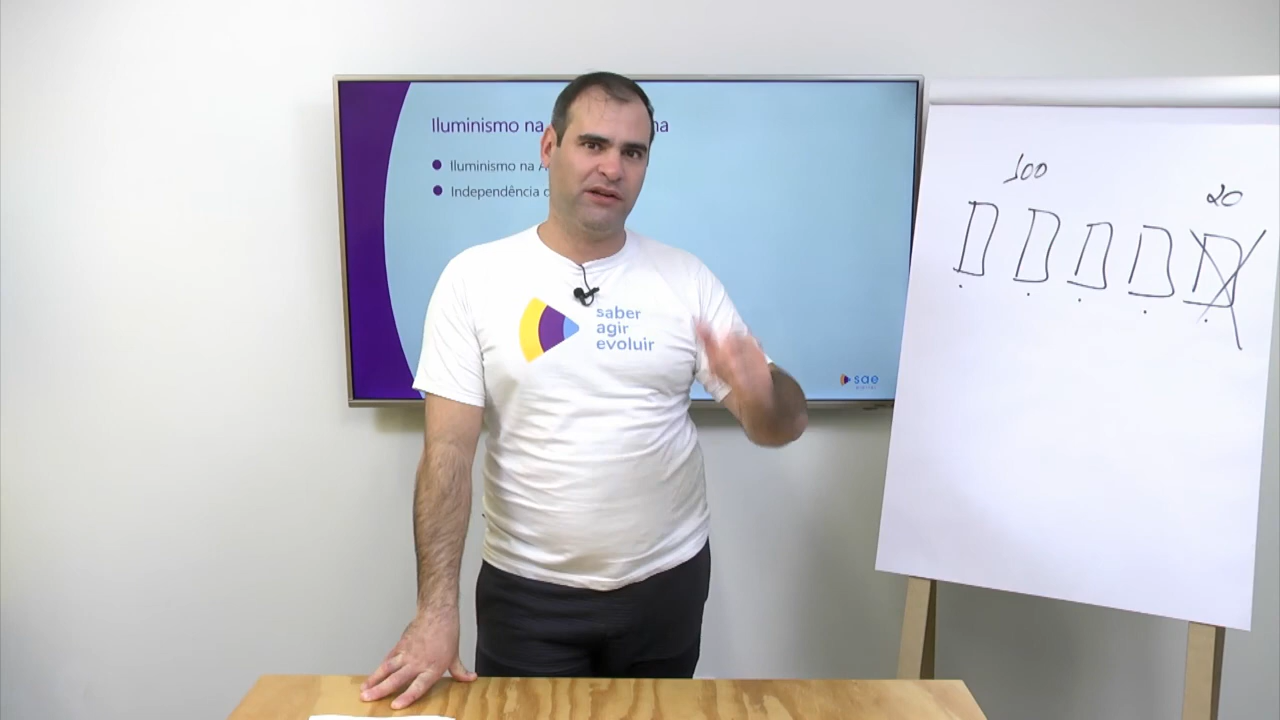 Iluminismo na
Iluminismo na A
Independência d
saber
agir
evoluir
sae
100
20